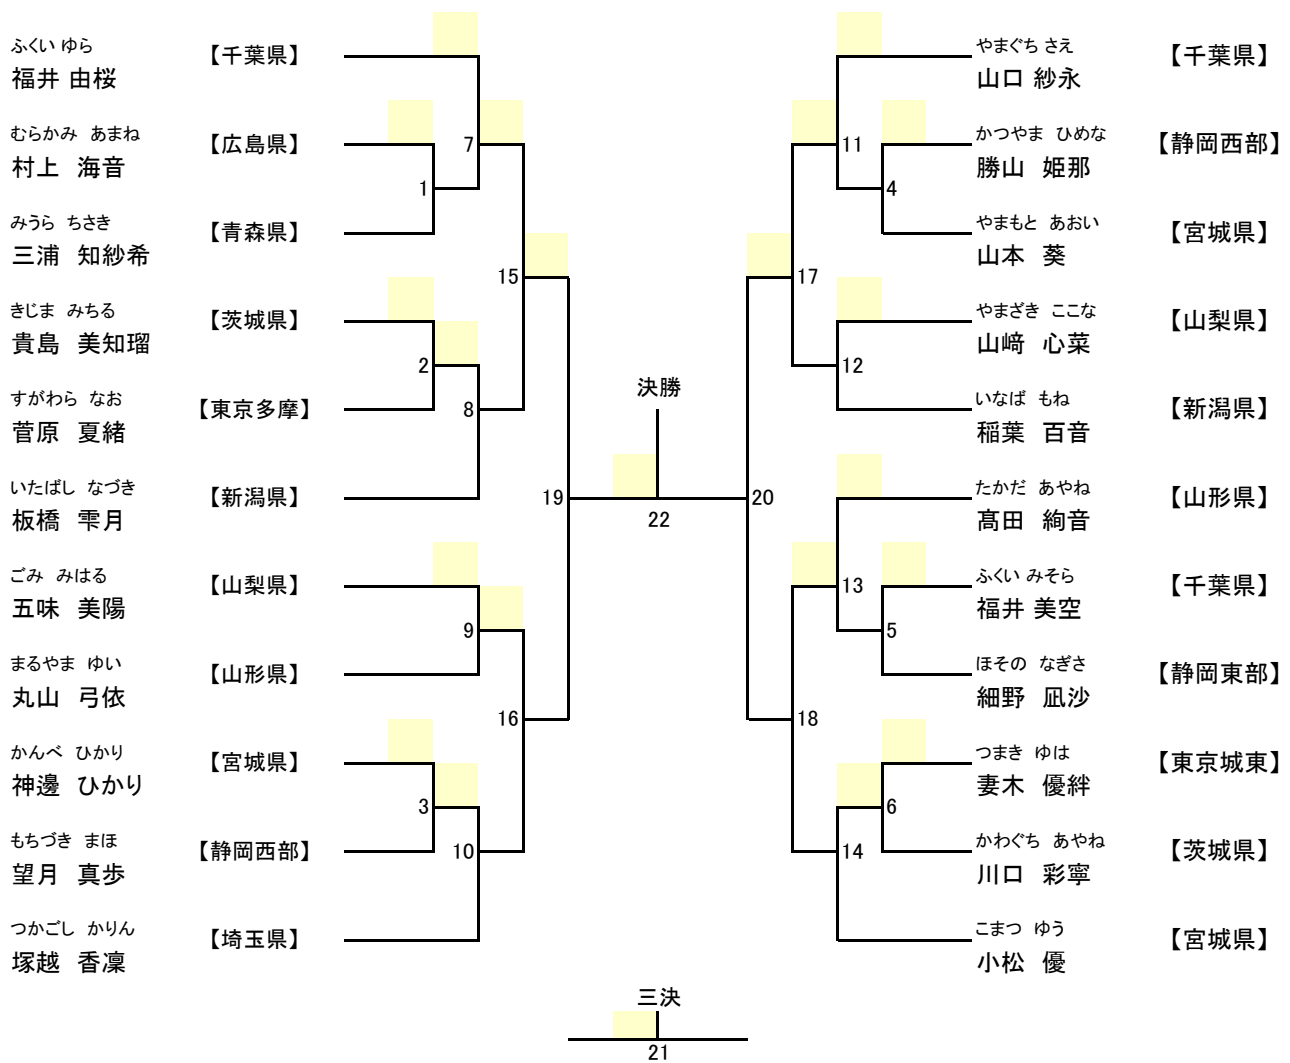 ふくい ゆら
福井 由桜
【千葉県】
むらかみ あまね
村上 海音
【広島県】
みうら ちさき
三浦 知紗希
【青森県】
きじま みちる
貴島 美知瑠
【茨城県】
すがわら なお
菅原 夏緒
【東京多摩】
いたばし なづき
板橋 雫月
【新潟県】
ごみ みはる
五味 美陽
【山梨県】
まるやま ゆい
丸山 弓依
【山形県】
かんべ ひかり
神邊 ひかり
【宮城県】
もちづき まほ
望月 真歩
【静岡西部】
つかごし かりん
塚越 香凜
【埼玉県】
1
2
3
7
8
9
10
15
16
19
決勝
22
20
17
18
11
12
13
14
4
5
6
やまぐち さえ
山口 紗永
【千葉県】
かつやま ひめな
勝山 姫那
【静岡西部】
やまもと あおい
山本 葵
【宮城県】
やまざき ここな
山﨑 心菜
【山梨県】
いなば もね
稲葉 百音
【新潟県】
たかだ あやね
髙田 絢音
【山形県】
ふくい みそら
福井 美空
【千葉県】
ほその なぎさ
細野 凪沙
【静岡東部】
つまき ゆは
妻木 優絆
【東京城東】
かわぐち あやね
川口 彩寧
【茨城県】
こまつ ゆう
小松 優
【宮城県】
三決
21